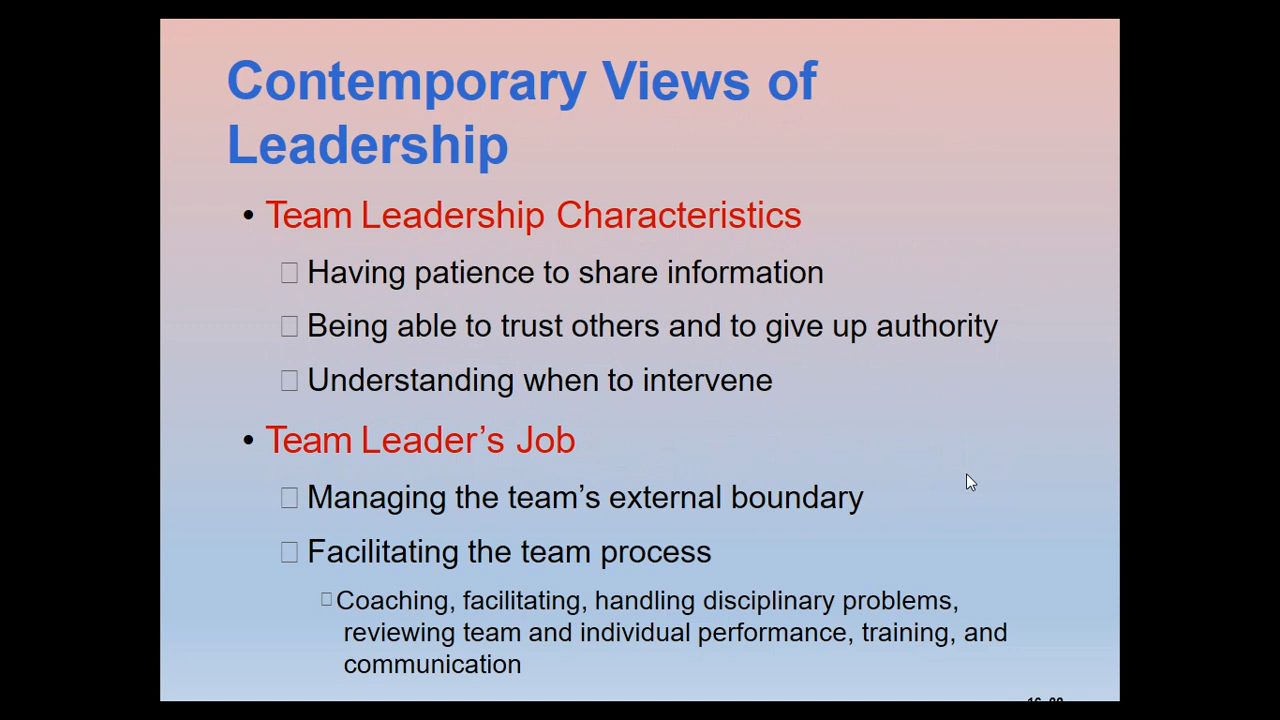 Contemporary Views of
Leadership
• Team Leadership Characteristics
Having patience to share information
Being able to trust others and to give up authority
Understanding when to intervene
• Team Leader’s Job
Managing the team’s external boundary
Facilitating the team process
Coaching, facilitating, handling disciplinary problems,
reviewing team and individual performance, training, and
communication